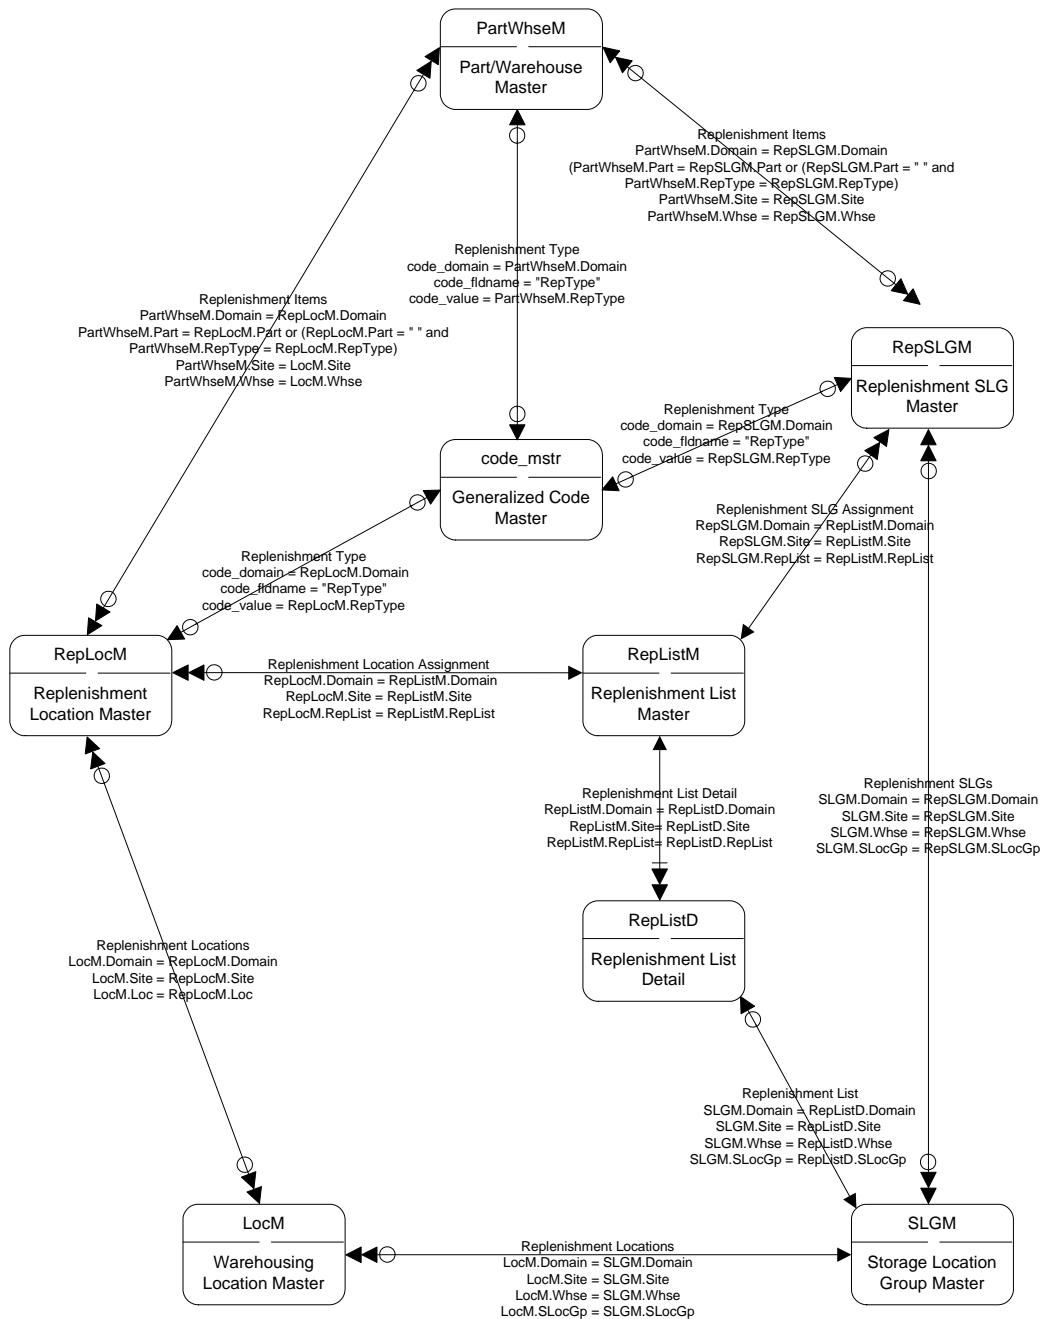 PartWhseM
Part/Warehouse
Master
Replenishment Items
PartWhseM.Domain = RepSLGM.Domain
(PartWhseM.Part = RepSLGM.Part or (RepSLGM.Part = " " and
PartWhseM.RepType = RepSLGM.RepType)
PartWhseM.Site = RepSLGM.Site
PartWhseM.Whse = RepSLGM.Whse
Replenishment Type
code_domain = PartWhseM.Domain
code_fldname = "RepType"
code_value = PartWhseM.RepType
Replenishment Items
PartWhseM.Domain = RepLocM.Domain
PartWhseM.Part = RepLocM.Part or (RepLocM.Part = " " and
PartWhseM.RepType = RepLocM.RepType)
PartWhseM.Site = LocM.Site
PartWhseM.Whse = LocM.Whse
RepSLGM
Replenishment SLG
Master
Replenishment Type
code_domain = RepSLGM.Domain
code_fldname = "RepType"
code_value = RepSLGM.RepType
code_mstr
Generalized Code
Master
Replenishment SLG Assignment
RepSLGM.Domain = RepListM.Domain
RepSLGM.Site = RepListM.Site
RepSLGM.RepList = RepListM.RepList
Replenishment Type
code_domain = RepLocM.Domain
code_fldname = "RepType"
code_value = RepLocM.RepType
RepLocM
Replenishment
Location Master
Replenishment Location Assignment
RepLocM.Domain = RepListM.Domain
RepLocM.Site = RepListM.Site
RepLocM.RepList = RepListM.RepList
RepListM
Replenishment List
Master
Replenishment List Detail
RepListM.Domain = RepListD.Domain
RepListM.Site= RepListD.Site
RepListM.RepList= RepListD.RepList
Replenishment SLGs
SLGM.Domain = RepSLGM.Domain
SLGM.Site = RepSLGM.Site
SLGM.Whse = RepSLGM.Whse
SLGM.SLocGp = RepSLGM.SLocGp
RepListD
Replenishment List
Detail
Replenishment Locations
LocM.Domain = RepLocM.Domain
LocM.Site = RepLocM.Site
LocM.Loc = RepLocM.Loc
Replenishment List
SLGM.Domain = RepListD.Domain
SLGM.Site = RepListD.Site
SLGM.Whse = RepListD.Whse
SLGM.SLocGp = RepListD.SLocGp
LocM
Warehousing
Location Master
Replenishment Locations
LocM.Domain = SLGM.Domain
LocM.Site = SLGM.Site
LocM.Whse = SLGM.Whse
LocM.SLocGp = SLGM.SLocGp
SLGM
Storage Location
Group Master